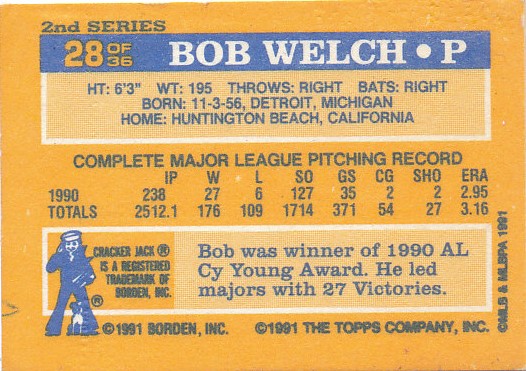 2nd SERIES
28 OF 36 BOB WELCH • P
HT: 6'3" WT: 195 THROWS: RIGHT BATS: RIGHT
BORN: 11-3-56, DETROIT, MICHIGAN
HOME: HUNTINGTON BEACH, CALIFORNIA
COMPLETE MAJOR LEAGUE PITCHING RECORD
IP W L SO GS CG SHO ERA
1990 238 27 6 127 35 2 2 2.95
TOTALS 2512.1 176 109 1714 371 54 27 3.16
CRACKER JACK ®
IS A REGISTERED
TRADEMARK OF
BORDEN, INC.
®
Bob was winner of 1990 AL
Cy Young Award. He led
majors with 27 Victories.
©1991 BORDEN, INC. ©1991 THE TOPPS COMPANY, INC.
©MLB & MLBPA 1991